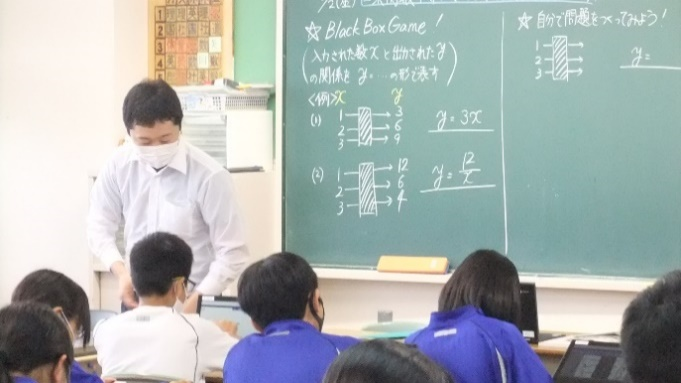 ☆ Black Box Game!
(入力された数xと出力されたy
の関係を y=…の形で表す)
<例> x y
(1) 1 → 3
2 → 6
3 → 9
y = 3x
(2) 1 → 12
2 → 6
3 → 4
y = 12/x
☆ 自分で問題をつくってみよう!
1
2
3
y =